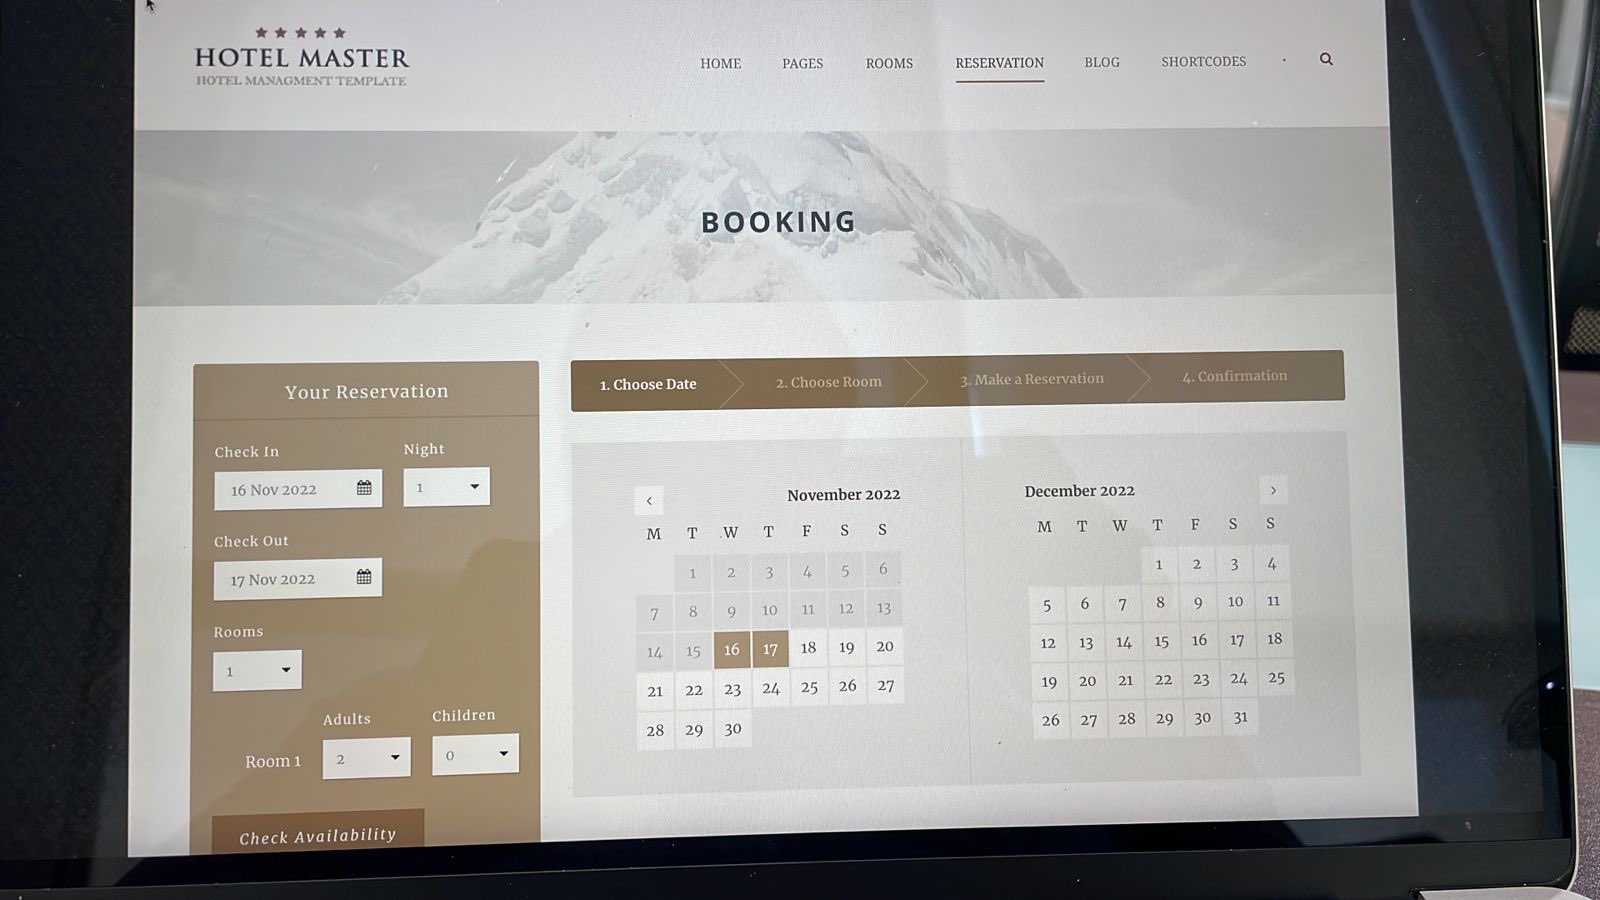 HOTEL MASTER
HOTEL MANAGMENT TEMPLATE
HOME PAGES ROOMS RESERVATION BLOG SHORTCODES
BOOKING
Your Reservation
Check In Night
16 Nov 2022 1
Check Out
17 Nov 2022
Rooms
1
Adults Children
Room 1 2 0
Check Availability
1. Choose Date 2. Choose Room 3. Make a Reservation 4. Confirmation
November 2022
M T W T F S S
1 2 3 4 5 6
7 8 9 10 11 12 13
14 15 16 17 18 19 20
21 22 23 24 25 26 27
28 29 30
December 2022
M T W T F S S
1 2 3 4
5 6 7 8 9 10 11
12 13 14 15 16 17 18
19 20 21 22 23 24 25
26 27 28 29 30 31